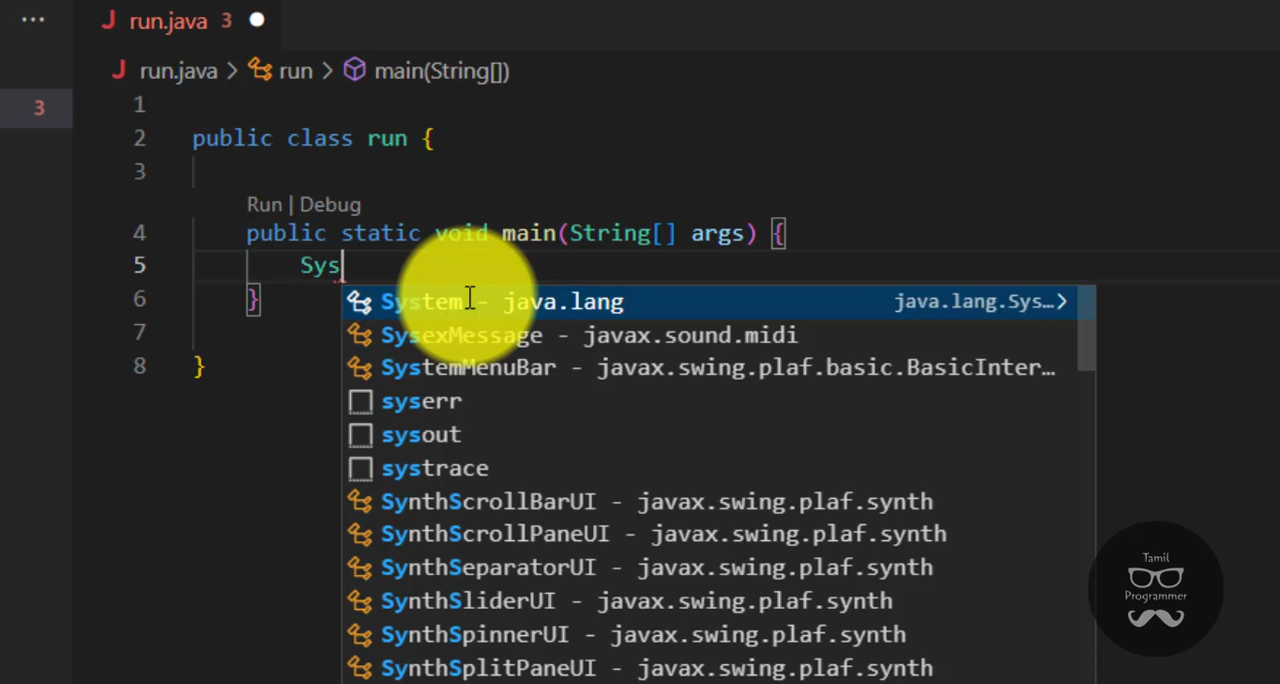 ... run.java 3
run.java > run > main(String[])
3
1
2 public class run {
3
Run | Debug
4 public static void main(String[] args) {
5 Sys
6 }
7
8 }
System - java.lang java.lang.Sys…>
SysexMessage - javax.sound.midi
SystemMenuBar - javax.swing.plaf.basic.BasicInter…
syserr
sysout
systrace
SynthScrollBarUI - javax.swing.plaf.synth
SynthScrollPaneUI - javax.swing.plaf.synth
SynthSeparatorUI - javax.swing.plaf.synth
SynthSliderUI - javax.swing.plaf.synth
SynthSpinnerUI - javax.swing.plaf.synth
SynthSplitPaneUI - javax.swing.plaf.synth
Tamil
Programmer